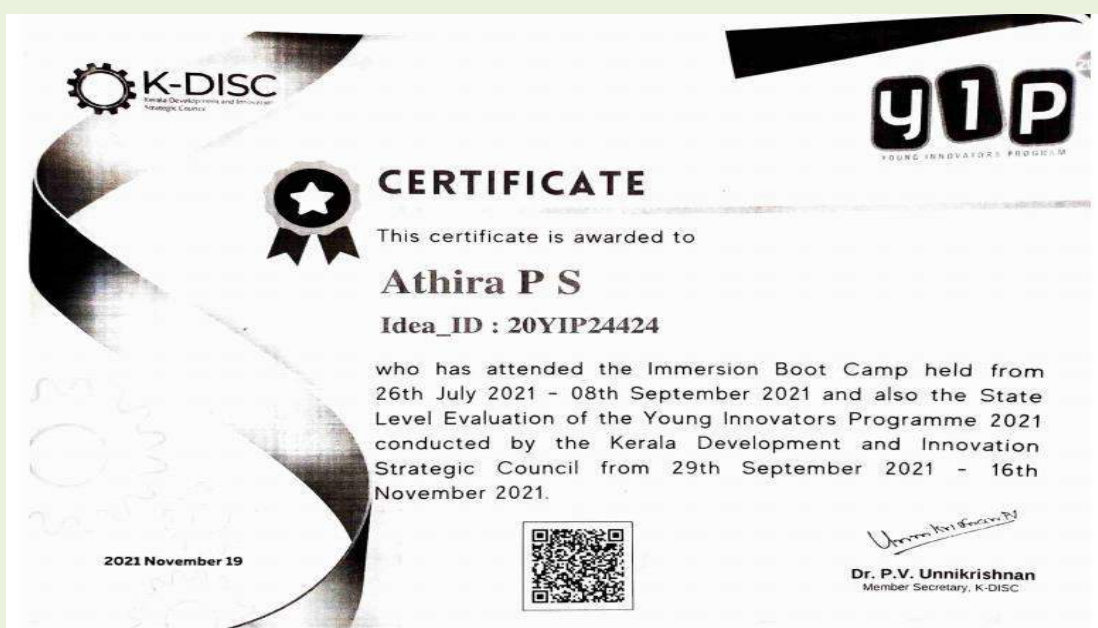 K-DISC
Kerala Development and Innovation
Strategic Council
yıp
YOUNG INNOVATORS PROGRAM
CERTIFICATE
This certificate is awarded to
Athira P S
Idea_ID : 20YIP24424
who has attended the Immersion Boot Camp held from
26th July 2021 – 08th September 2021 and also the State
Level Evaluation of the Young Innovators Programme 2021
conducted by the Kerala Development and Innovation
Strategic Council from 29th September 2021 – 16th
November 2021.
2021 November 19
Unnikrishnan PV
Dr. P.V. Unnikrishnan
Member Secretary, K-DISC